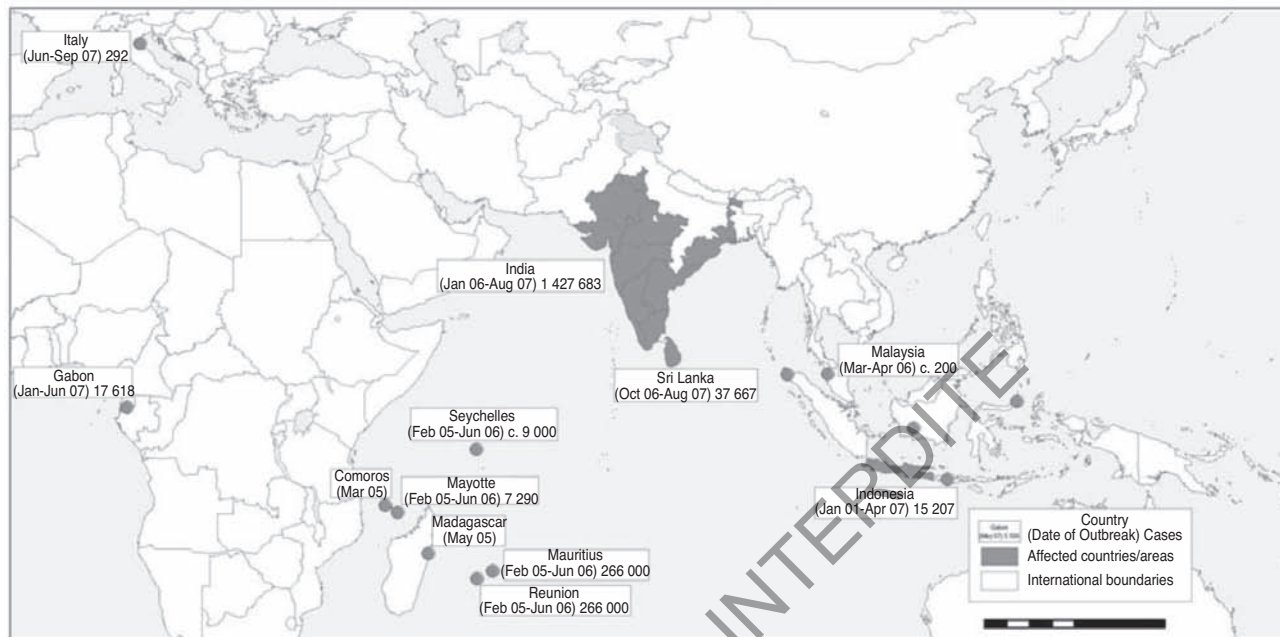 Italy
(Jun-Sep 07) 292
India
(Jan 06-Aug 07) 1 427 683
Malaysia
(Mar-Apr 06) c. 200
Gabon
(Jan-Jun 07) 17 618
Sri Lanka
(Oct 06-Aug 07) 37 667
Seychelles
(Feb 05-Jun 06) c. 9 000
Comoros
(Mar 05)
Mayotte
(Feb 05-Jun 06) 7 290
Indonesia
(Jan 01-Apr 07) 15 207
Madagascar
(May 05)
Mauritius
(Feb 05-Jun 06) 266 000
Reunion
(Feb 05-Jun 06) 266 000
Country
(Date of Outbreak) Cases
Gabon
Affected countries/areas
International boundaries
INTERDITE